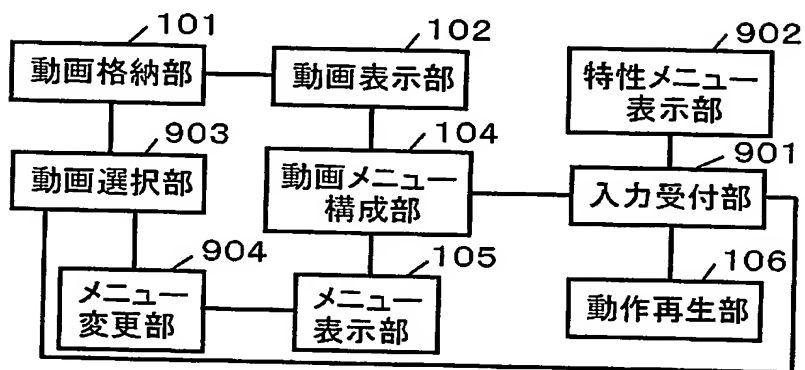 101
動画格納部
102
動画表示部
902
特性メニュー
表示部
903
動画選択部
104
動画メニュー
構成部
901
入力受付部
904
メニュー
変更部
105
メニュー
表示部
106
動作再生部